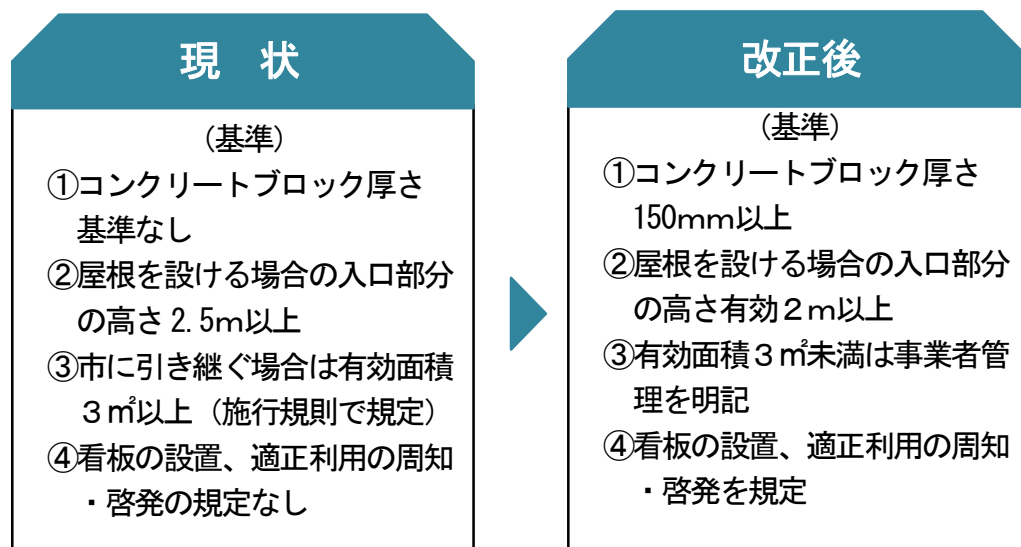 現　状
(基準)
①コンクリートブロック厚さ
基準なし
②屋根を設ける場合の入口部分
の高さ 2.5ｍ以上
③市に引き継ぐ場合は有効面積
３㎡以上（施行規則で規定）
④看板の設置、適正利用の周知
・啓発の規定なし
改正後
(基準)
①コンクリートブロック厚さ
150ｍｍ以上
②屋根を設ける場合の入口部分
の高さ有効２ｍ以上
③有効面積３㎡未満は事業者管
理を明記
④看板の設置、適正利用の周知
・啓発を規定